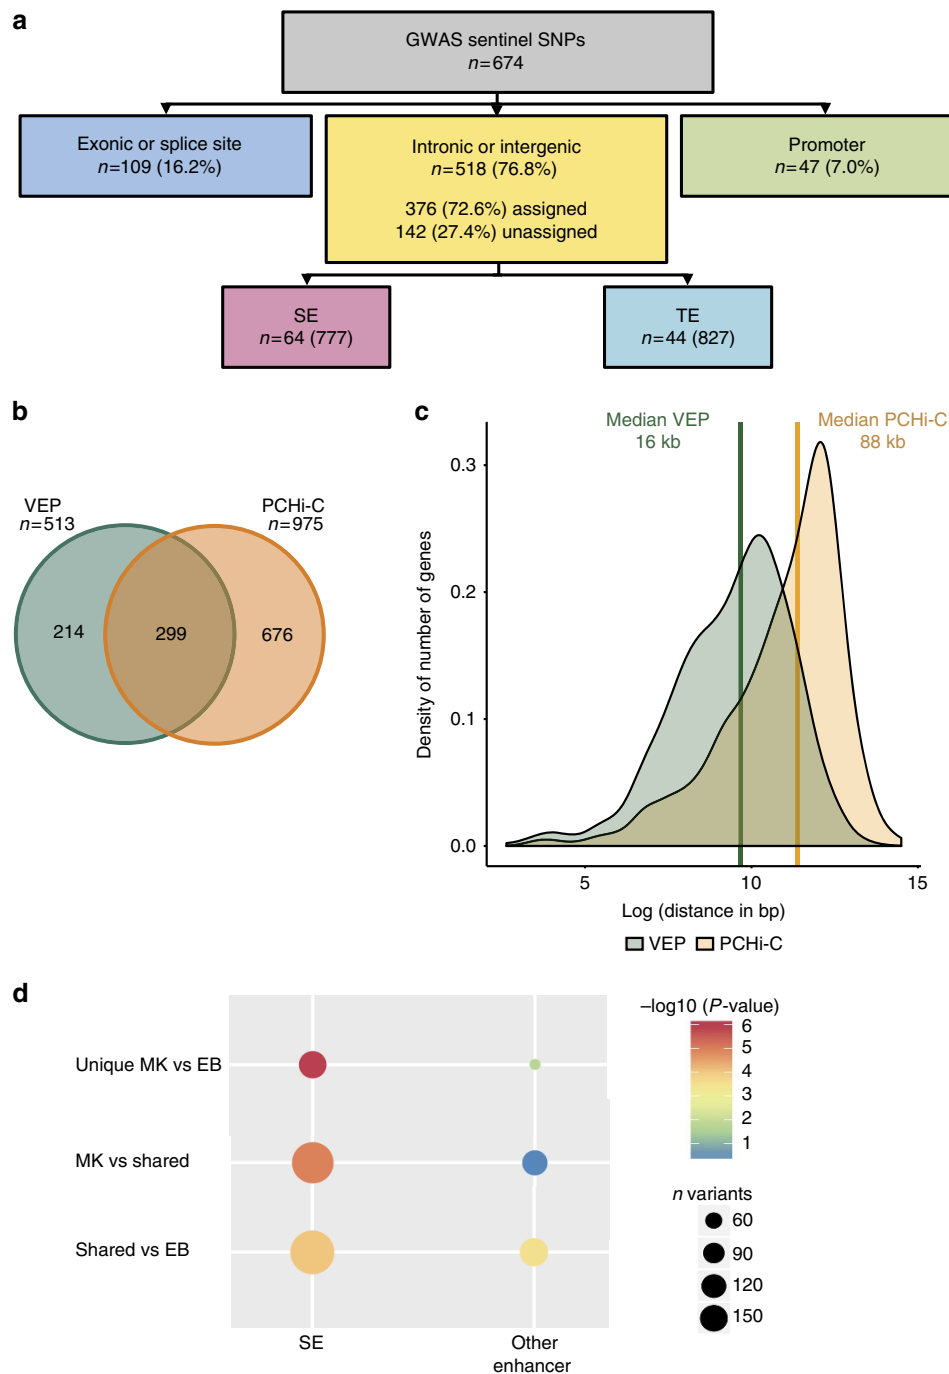 a
GWAS sentinel SNPs
n=674
Exonic or splice site
n=109 (16.2%)
Intronic or intergenic
n=518 (76.8%)
376 (72.6%) assigned
142 (27.4%) unassigned
Promoter
n=47 (7.0%)
SE
n=64 (777)
TE
n=44 (827)
b
VEP
n=513
PCHi-C
n=975
214
299
676
c
Median VEP
16 kb
Median PCHi-C
88 kb
Density of number of genes
0.3
0.2
0.1
0.0
5
10
15
Log (distance in bp)
VEP
PCHi-C
d
Unique MK vs EB
MK vs shared
Shared vs EB
SE
Other
enhancer
–log10 (P-value)
6
5
4
3
2
1
n variants
60
90
120
150